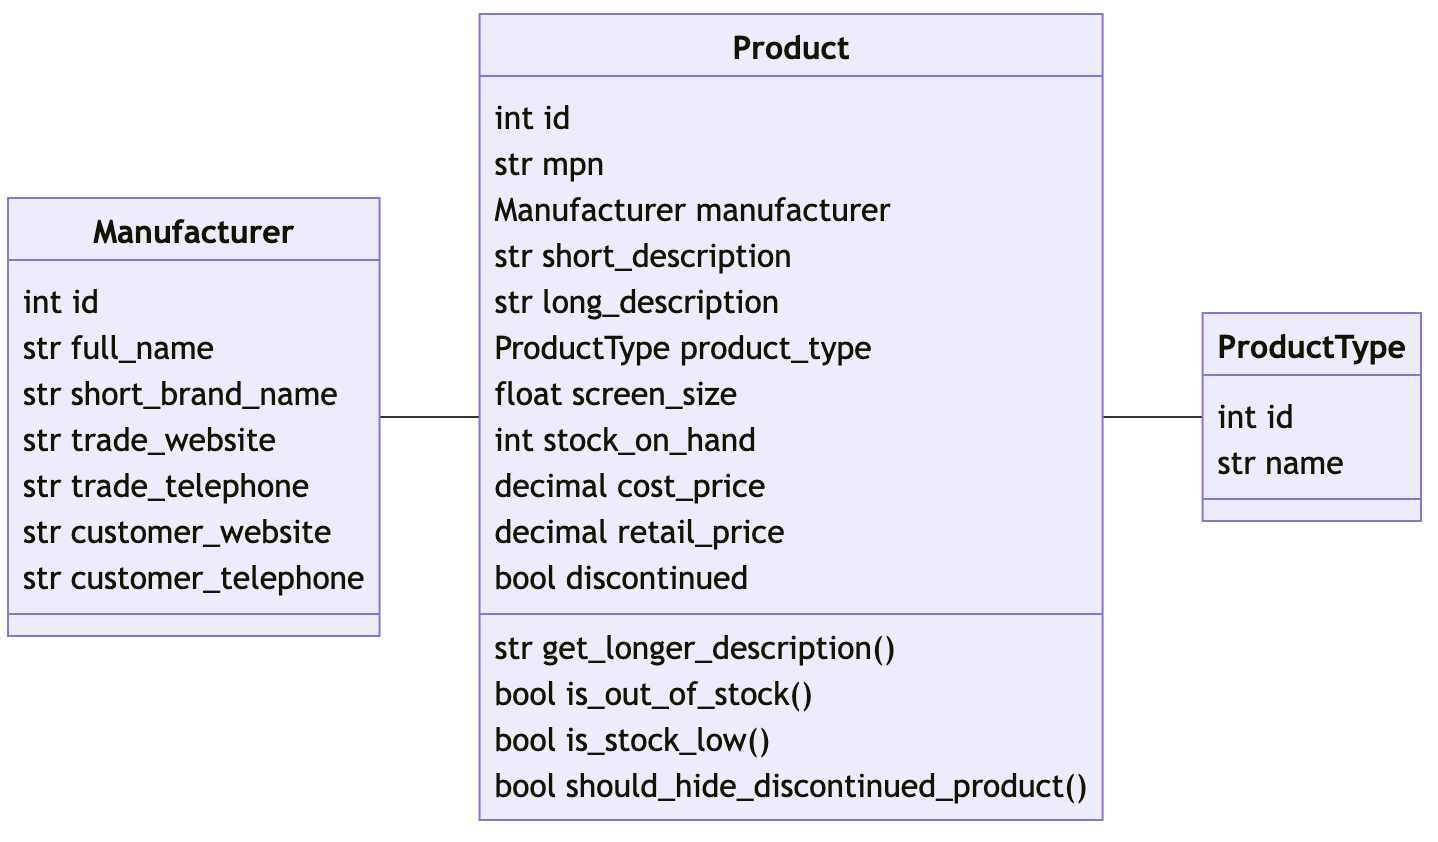 Manufacturer
int id
str full_name
str short_brand_name
str trade_website
str trade_telephone
str customer_website
str customer_telephone
Product
int id
str mpn
Manufacturer manufacturer
str short_description
str long_description
ProductType product_type
float screen_size
int stock_on_hand
decimal cost_price
decimal retail_price
bool discontinued
str get_longer_description()
bool is_out_of_stock()
bool is_stock_low()
bool should_hide_discontinued_product()
ProductType
int id
str name